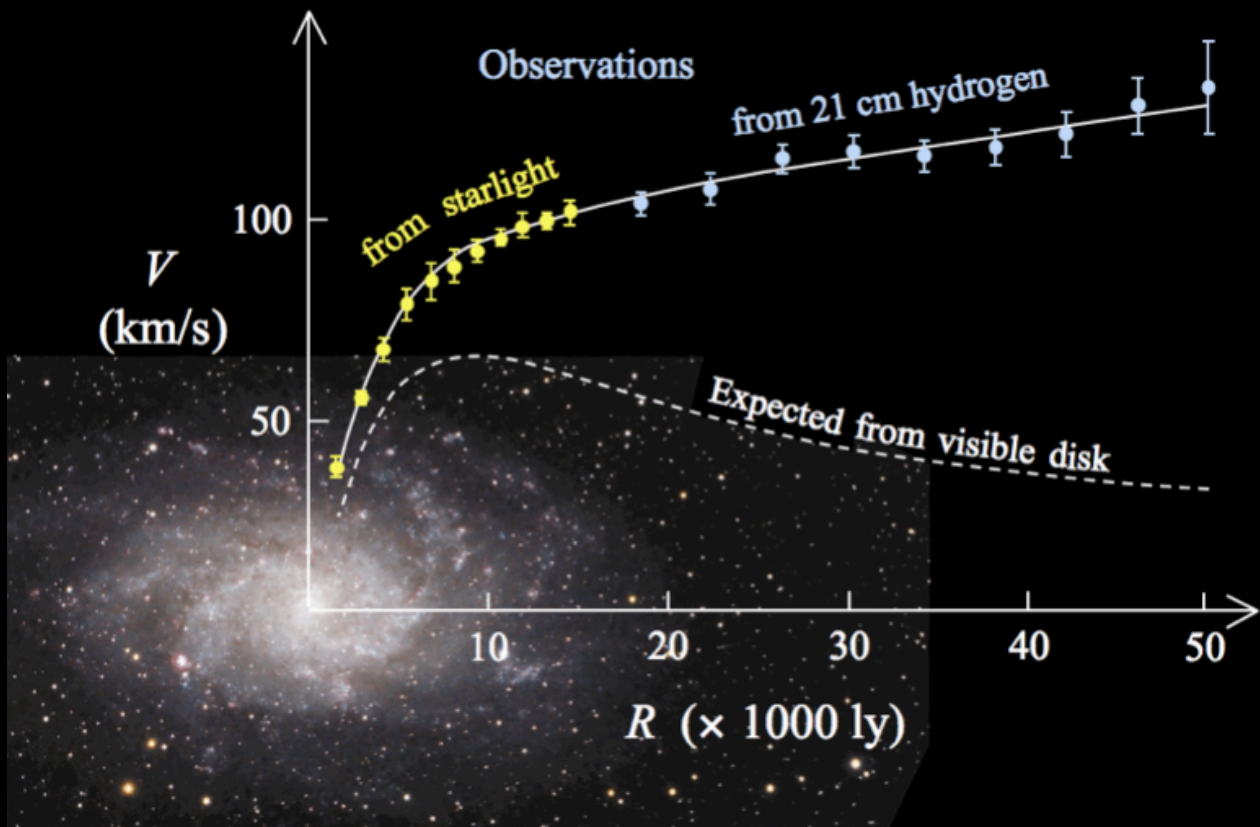 Observations
from 21 cm hydrogen
from starlight
100
V
(km/s)
50
Expected from visible disk
10
20
30
40
50
R (× 1000 ly)